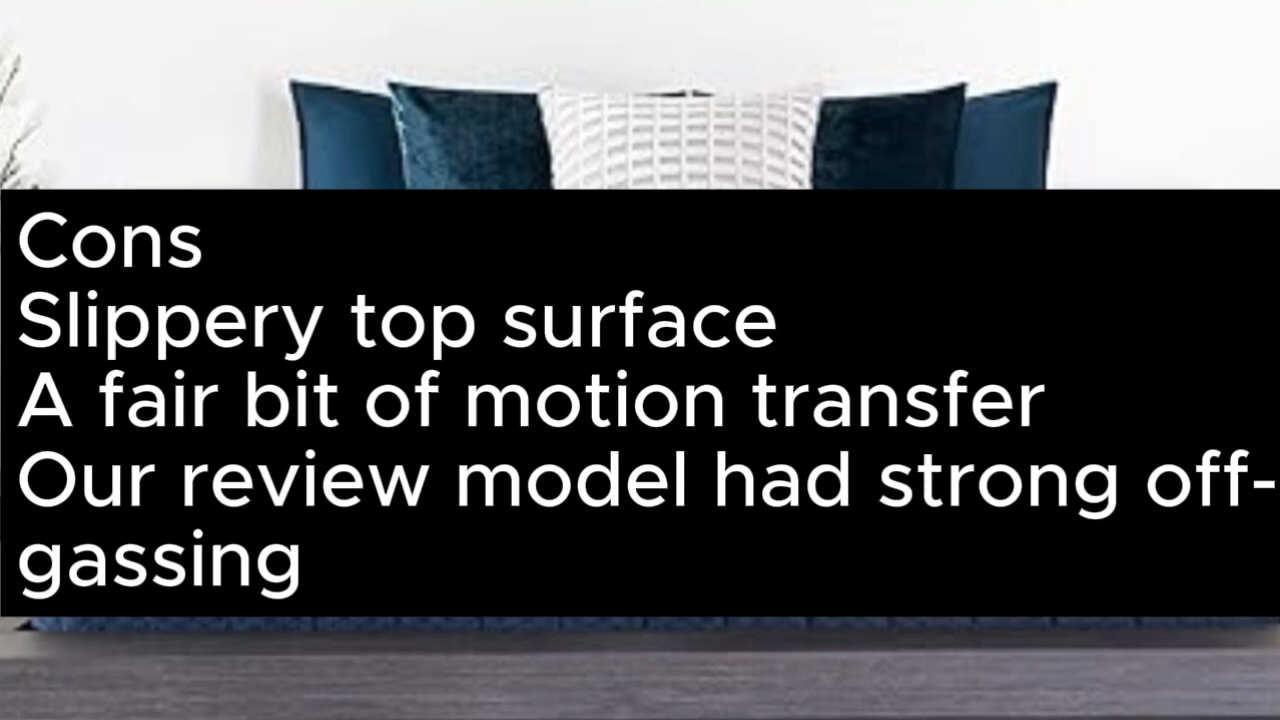 Cons
Slippery top surface
A fair bit of motion transfer
Our review model had strong off-
gassing